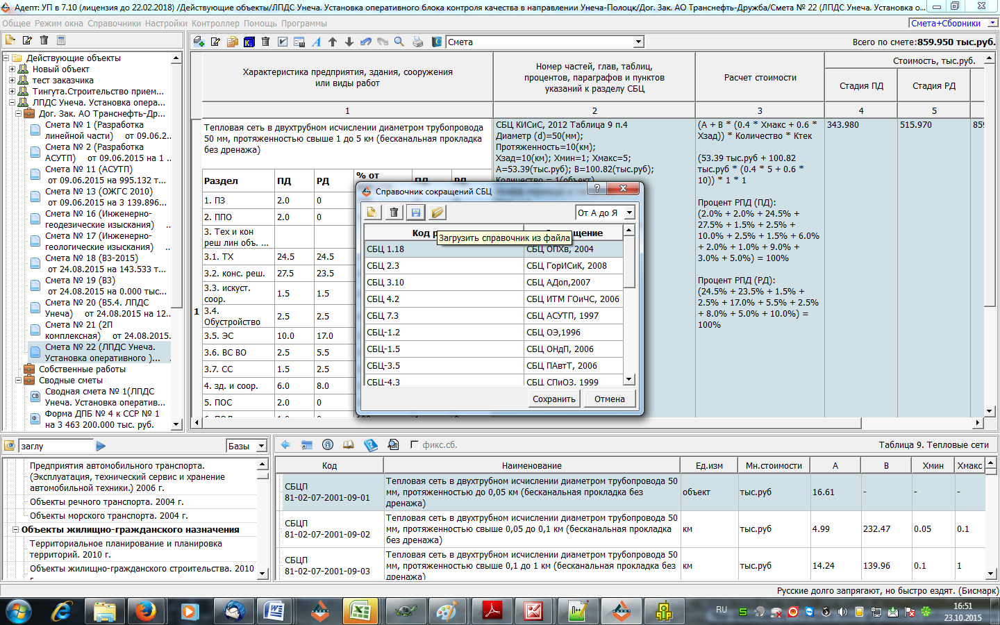 Адепт: УП в 7.10 (лицензия до 22.02.2018) /Действующие объекты/ЛПДС Унеча. Установка оперативного блока контроля качества в направлении Унеча-Полоцк/Дог. Зак. АО Транснефть-Дружба/Смета № 22 (ЛПДС Унеча. Установка о...
Общее Режим окна Справочники Настройки Контроллер Помощь Программы
Смета+Сборники
Смета
Всего по смете:859.950 тыс.руб.
Действующие объекты
Новый объект
тест заказчика
Тингута.Строительство прием...
ЛПДС Унеча. Установка опера...
Дог. Зак. АО Транснефть-Др...
Смета № 1 (Разработка
линейной части) от 09.06.2...
Смета № 2 (Разработка
АСУТП) от 09.06.2015 на 1 ...
Смета № 11 (АСУТП)
от 09.06.2015 на 995.132 т...
Смета № 13 (ОЖГС 2010)
от 09.06.2015 на 3 139.896...
Смета № 16 (Инженерно-
геодезические изыскания) ...
Смета № 17 (Инженерно-
геологические изыскания) ...
Смета № 18 (В3-2015)
от 24.08.2015 на 143.533 т...
Смета № 19 (В3)
от 24.08.2015 на 0.000 тыс...
Смета № 20 (В5.4. ЛПДС
Унеча) от 24.08.2015 на 12...
Смета № 21 (2П
комплексная) от 24.08.2015.
Смета № 22 (ЛПДС Унеча.
Установка оперативного )...
Собственные работы
Сводные сметы
Сводная смета № 1(ЛПДС
Унеча. Установка оператив...
Форма ДПБ № 4 к ССР № 1
на 3 463 200.000 тыс. руб.
Характеристика предприятия, здания, сооружения
или виды работ
Номер частей, глав, таблиц,
процентов, параграфов и пунктов
указаний к разделу СБЦ
Расчет стоимости
Стоимость, тыс.руб.
Стадия ПД
Стадия РД
1 2 3 4 5
1
Тепловая сеть в двухтрубном исчислении диаметром трубопровода
50 мм, протяженностью свыше 1 до 5 км (бесканальная прокладка
без дренажа)
Раздел ПД РД % от
1. ПЗ 2.0 0
2. ППО 2.0 0
3. Тех и кон
реш лин объ. ...
3.1. ТХ 24.5 24.5
3.2. конс. реш. 27.5 23.5
3.3. искуст.
соор. 1.5 1.5
3.4.
Обустройство 2.5 2.5
3.5. ЭС 10.0 17.0
3.6. ВС ВО 2.5 5.5
3.7. СС 1.5 2.5
4. зд. и соор. 6.0 8.0
5. ПОС 2.0 0
СБЦ КИСиС, 2012 Таблица 9 п.4
Диаметр (d)=50(мм);
Протяженность=10(км);
Xзад=10(км); Xмин=1; Xмакс=5;
А=53.39(тыс.руб); В=100.82(тыс.руб);
Количество = 1(объект)
(А + В * (0.4 * Хмакс + 0.6 *
Хзад)) * Количество * Ктек
(53.39 тыс.руб + 100.82
тыс.руб * (0.4 * 5 + 0.6 *
10)) * 1 * 1
Процент РПД (ПД):
(2.0% + 2.0% + 24.5% +
27.5% + 1.5% + 2.5% +
10.0% + 2.5% + 1.5% + 6.0%
+ 2.0% + 1.0% + 9.0% +
3.0% + 5.0%) = 100%
Процент РПД (РД):
(24.5% + 23.5% + 1.5% +
2.5% + 17.0% + 5.5% + 2.5%
+ 8.0% + 5.0% + 10.0%) =
100%
343.980
515.970
859
Справочник сокращений СБЦ
От А до Я
Загрузить справочник из файла
СБЦ 1.18 СБЦ ОПХв, 2004
СБЦ 2.3 СБЦ ГорИСиК, 2008
СБЦ 3.10 СБЦ АДоп,2007
СБЦ 4.2 СБЦ ИТМ ГОиЧС, 2006
СБЦ 7.3 СБЦ АСУТП, 1997
СБЦ-1.2 СБЦ ОЭ,1996
СБЦ-1.5 СБЦ ОНдП, 2006
СБЦ-3.5 СБЦ ПАвтТ, 2006
СБЦ-4.3 СБЦ СПиОЗ, 1999
Сохранить Отмена
заглу
Базы
Предприятия автомобильного транспорта.
(Эксплуатация, технический сервис и хранение
автомобильной техники.) 2006 г.
Объекты речного транспорта. 2004 г.
Объекты морского транспорта. 2004 г.
Объекты жилищно-гражданского назначения
Территориальное планирование и планировка
территорий. 2010 г.
Объекты жилищно-гражданского строительства. 2010
фикс.сб.
Таблица 9. Тепловые сети
Код Наименование Ед.изм Мн.стоимости А В Xмин Xмакс
СБЦП
81-02-07-2001-09-01
Тепловая сеть в двухтрубном исчислении диаметром трубопровода 50
мм, протяженностью до 0,05 км (бесканальная прокладка без
дренажа)
объект тыс.руб 16.61 - - -
СБЦП
81-02-07-2001-09-02
Тепловая сеть в двухтрубном исчислении диаметром трубопровода 50
мм, протяженностью свыше 0,05 до 0,1 км (бесканальная прокладка
без дренажа)
км тыс.руб 4.99 232.47 0.05 0.1
СБЦП
81-02-07-2001-09-03
Тепловая сеть в двухтрубном исчислении диаметром трубопровода 50
мм, протяженностью свыше 0,1 до 1 км (бесканальная прокладка без
дренажа)
км тыс.руб 14.24 139.96 0.1 1
Русские долго запрягают, но быстро ездят. (Бисмарк)
RU
16:51
23.10.2015